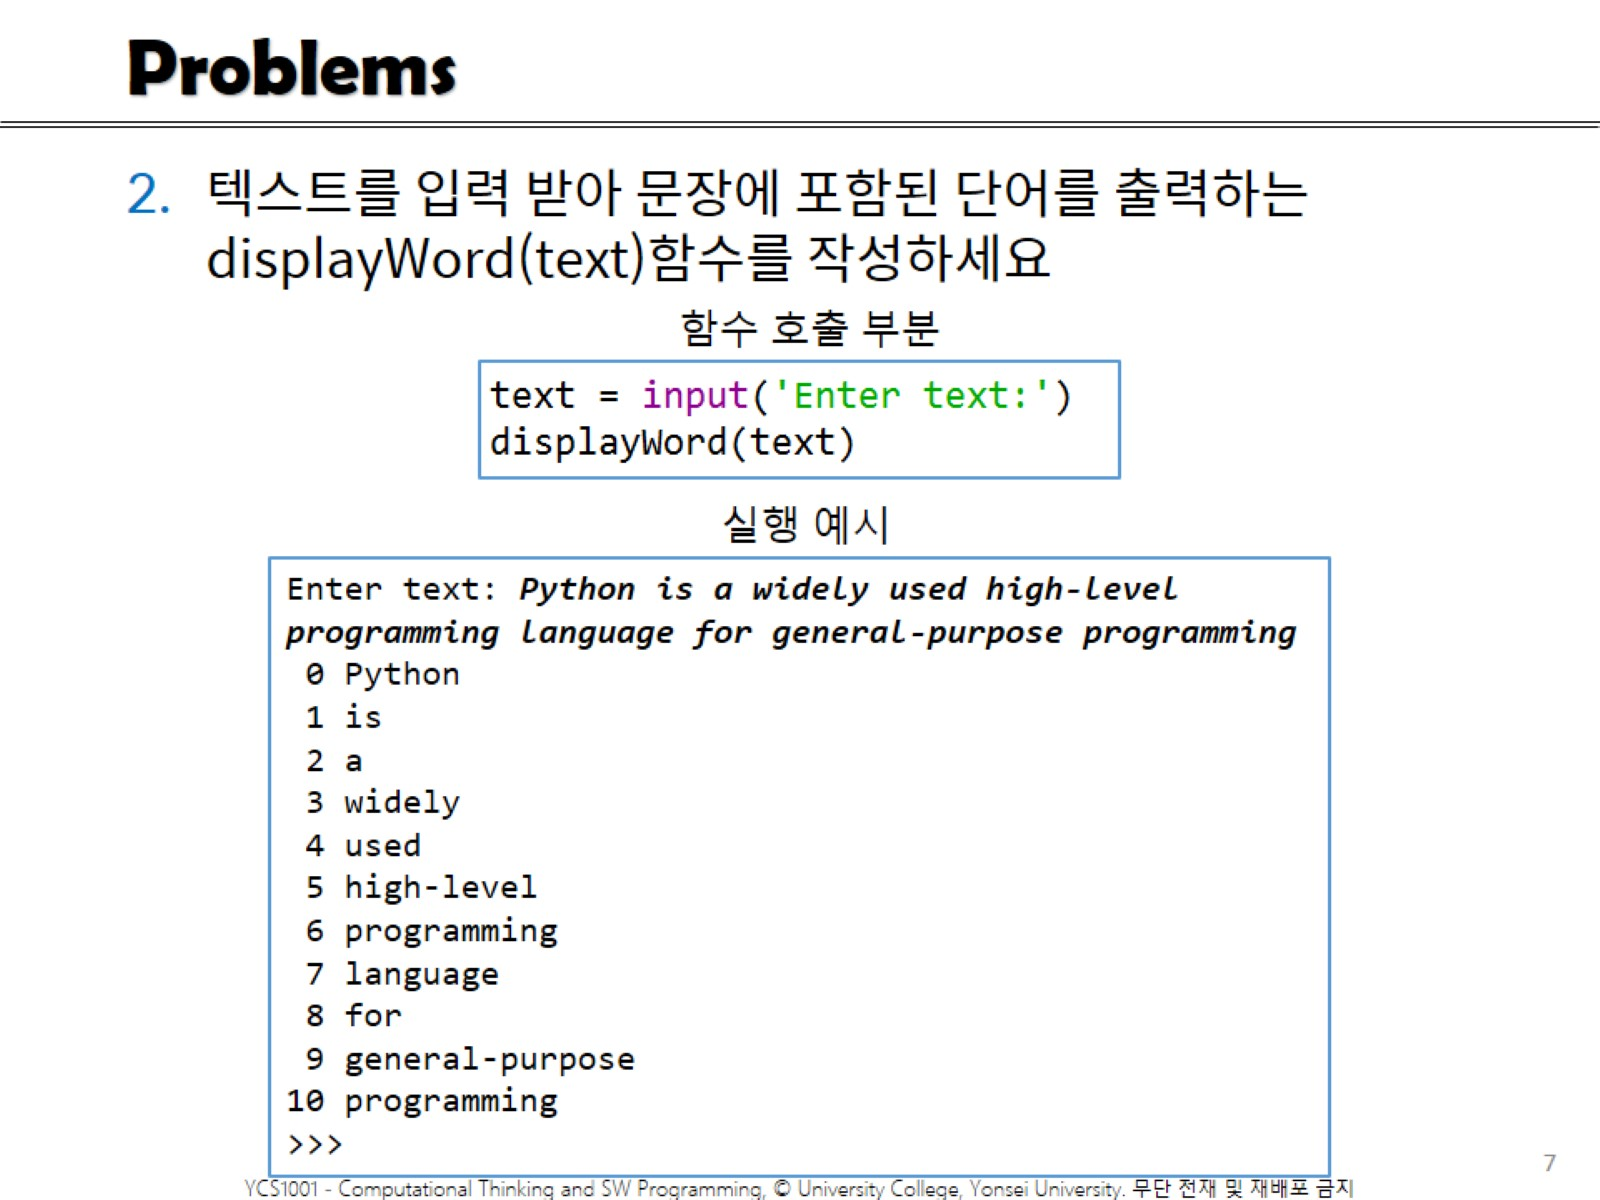 Problems
2. 텍스트를 입력 받아 문장에 포함된 단어를 출력하는
displayWord(text)함수를 작성하세요
함수 호출 부분
text = input('Enter text:')
displayWord(text)
실행 예시
Enter text: Python is a widely used high-level
programming language for general-purpose programming
0 Python
1 is
2 a
3 widely
4 used
5 high-level
6 programming
7 language
8 for
9 general-purpose
10 programming
>>>
7
YCS1001 - Computational Thinking and SW Programming, © University College, Yonsei University. 무단 전재 및 재배포 금지